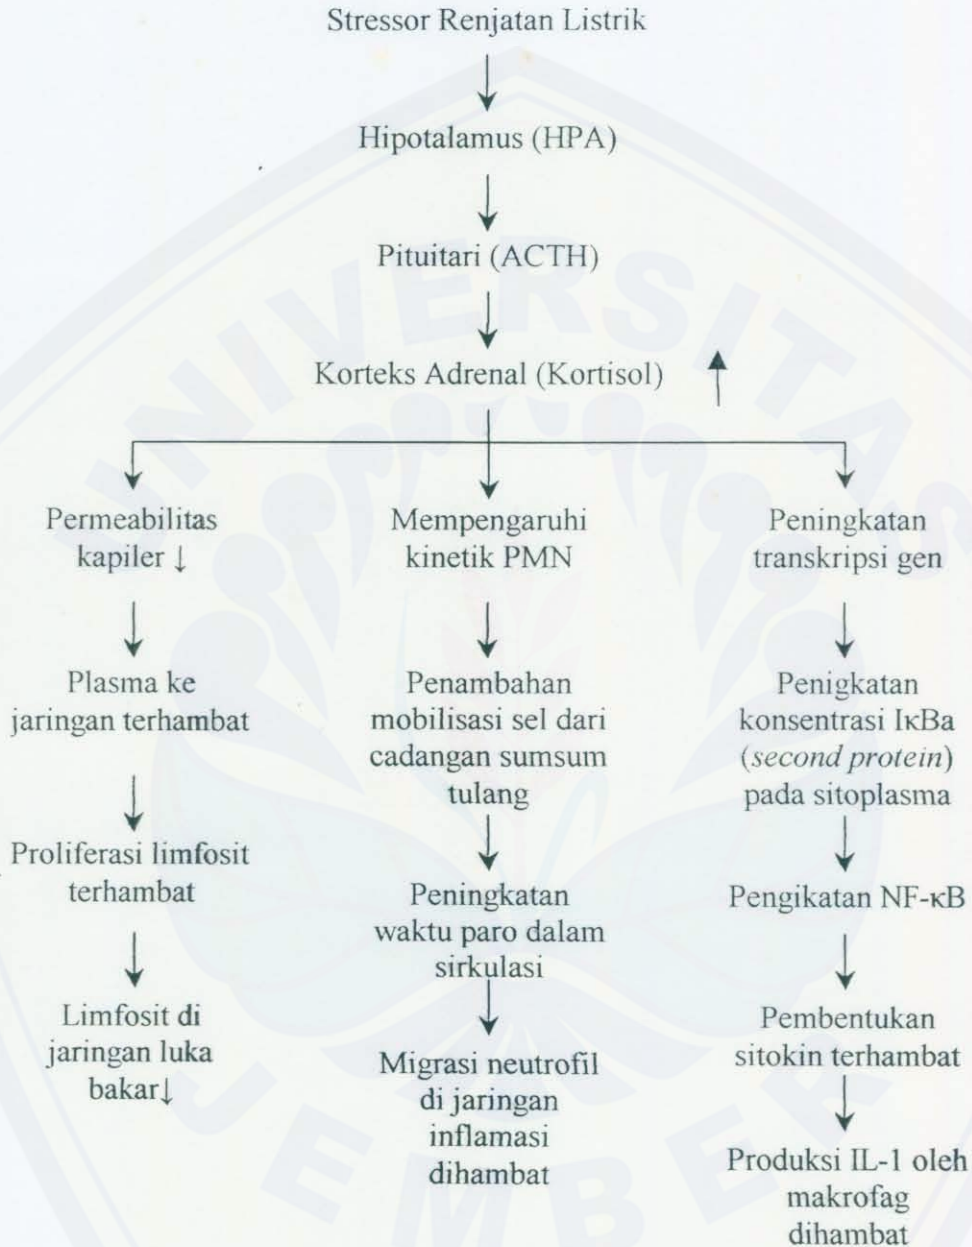 Stressor Renjatan Listrik
Hipotalamus (HPA)
Pituitari (ACTH)
Korteks Adrenal (Kortisol)
Permeabilitas
kapiler ↓
Plasma ke
jaringan terhambat
Proliferasi limfosit
terhambat
Limfosit di
jaringan luka
bakar↓
Mempengaruhi
kinetik PMN
Penambahan
mobilisasi sel dari
cadangan sumsum
tulang
Peningkatan
waktu paro dalam
sirkulasi
Migrasi neutrofil
di jaringan
inflamasi
dihambat
Peningkatan
transkripsi gen
Penigkatan
konsentrasi IκBa
(second protein)
pada sitoplasma
Pengikatan NF-κB
Pembentukan
sitokin terhambat
Produksi IL-1 oleh
makrofag
dihambat
UNIVERSITAS
JEMBER